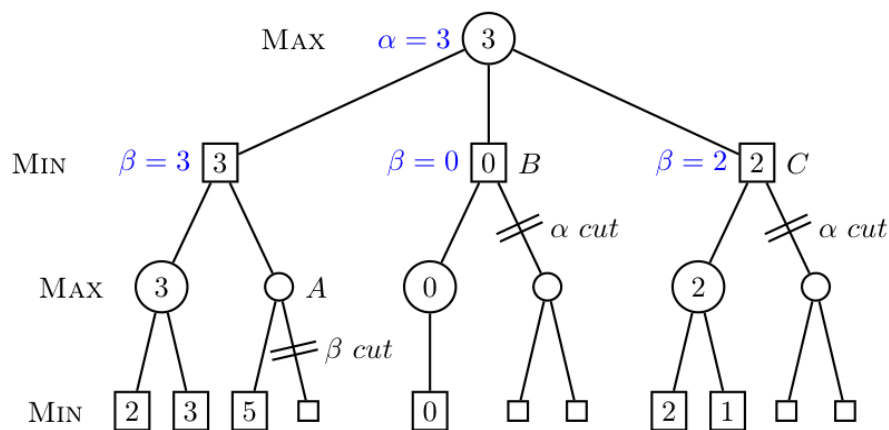 MAX α = 3 3
MIN β = 3 3 β = 0 0 B β = 2 2 C
α cut α cut
MAX 3 A 0 2
β cut
MIN 2 3 5 0 2 1